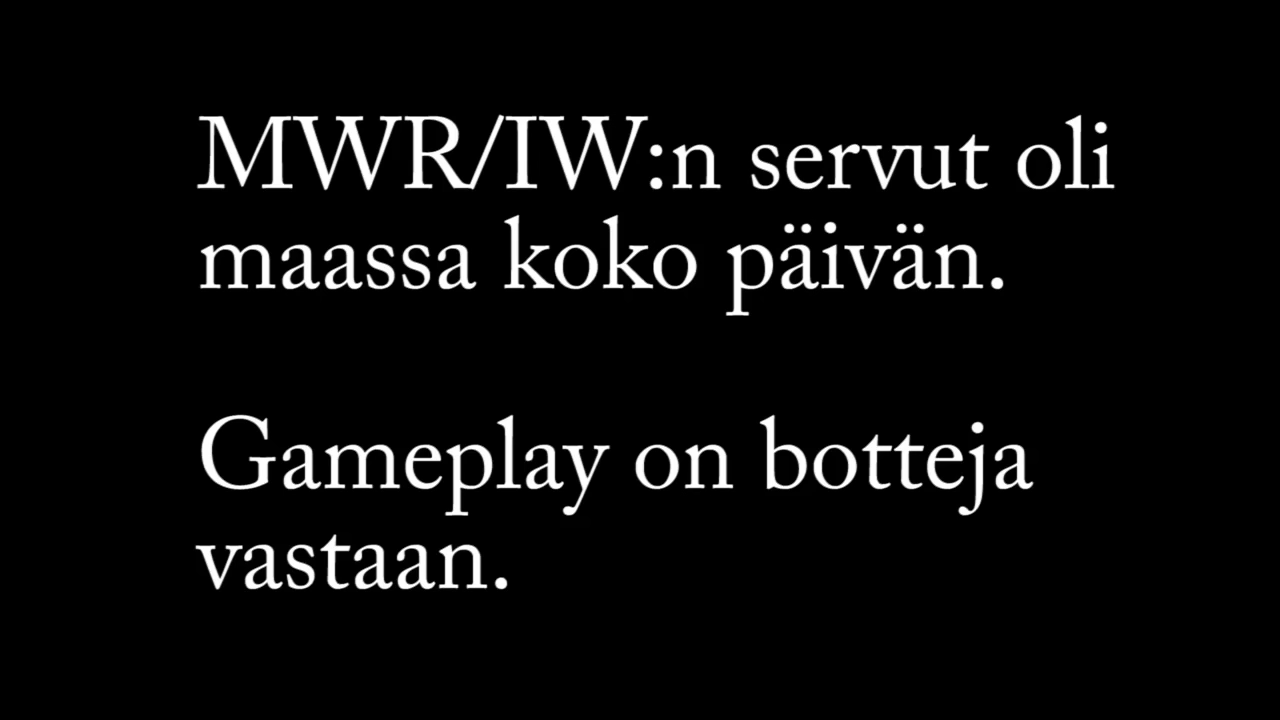 MWR/IW:n servut oli
maassa koko päivän.
Gameplay on botteja
vastaan.